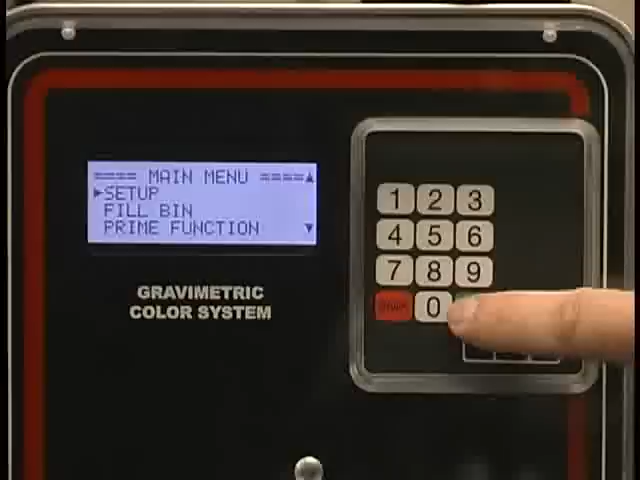 ==== MAIN MENU ====▲
▶SETUP
FILL BIN
PRIME FUNCTION ▼
GRAVIMETRIC
COLOR SYSTEM
1 2 3
4 5 6
7 8 9
0